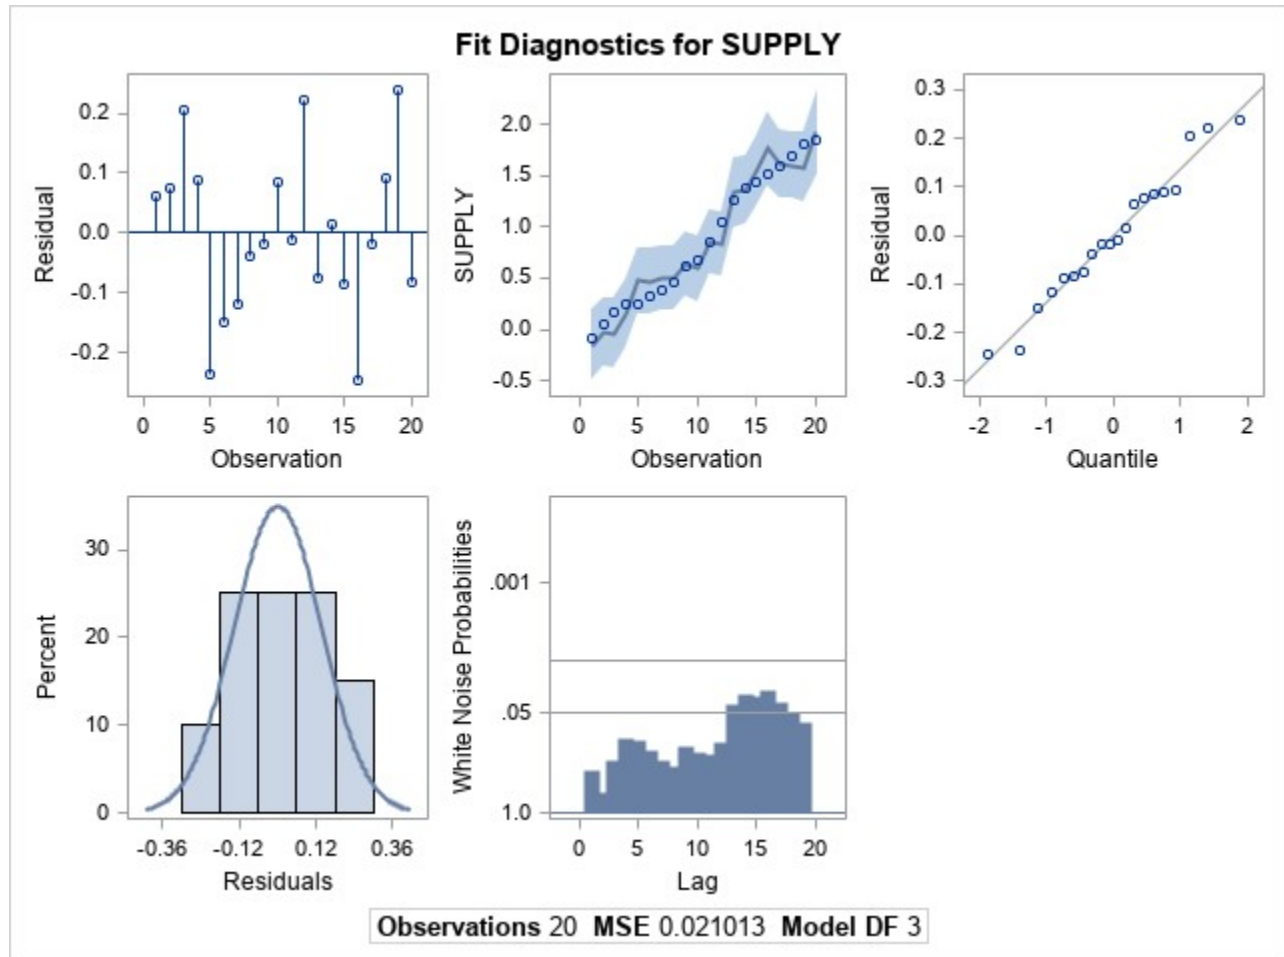 Fit Diagnostics for SUPPLY
0.2
0.1
0.0
-0.1
-0.2
Residual
0 5 10 15 20
Observation
2.0
1.5
1.0
0.5
0.0
-0.5
SUPPLY
0 5 10 15 20
Observation
0.3
0.2
0.1
0.0
-0.1
-0.2
-0.3
Residual
-2 -1 0 1 2
Quantile
30
20
10
0
Percent
-0.36 -0.12 0.12 0.36
Residuals
.001
.05
1.0
White Noise Probabilities
0 5 10 15 20
Lag
Observations 20 MSE 0.021013 Model DF 3